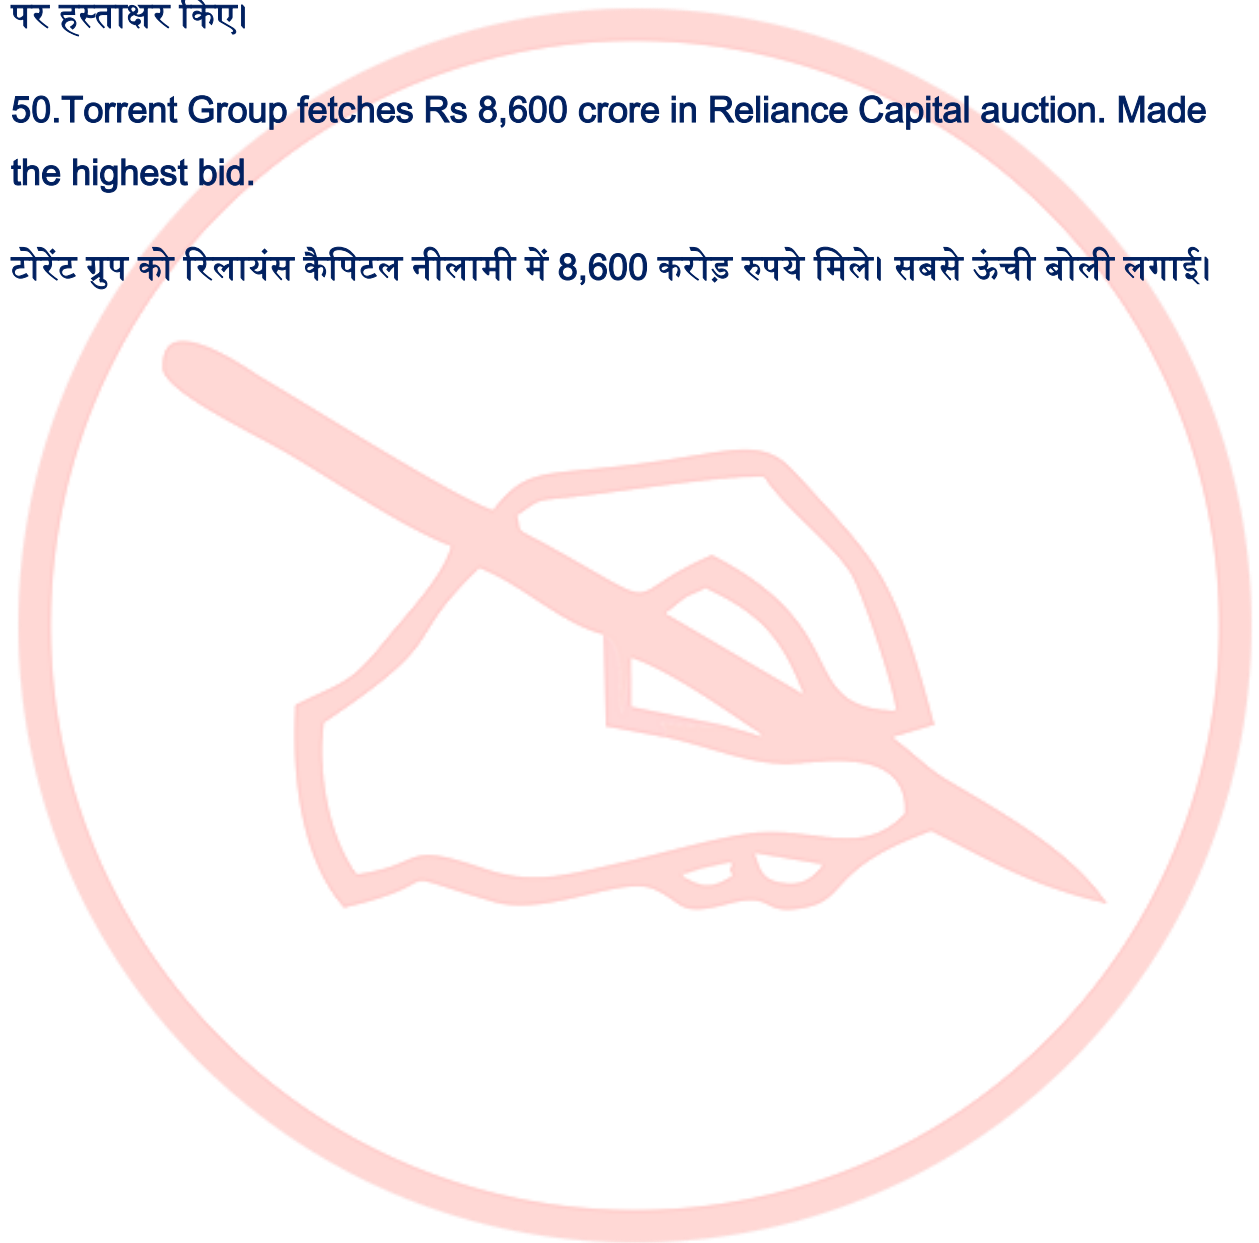 पर हस्ताक्षर किए।
50.Torrent Group fetches Rs 8,600 crore in Reliance Capital auction. Made
the highest bid.
टोरेंट ग्रुप को रिलायंस कैपिटल नीलामी में 8,600 करोड़ रुपये मिले। सबसे ऊंची बोली लगाई।